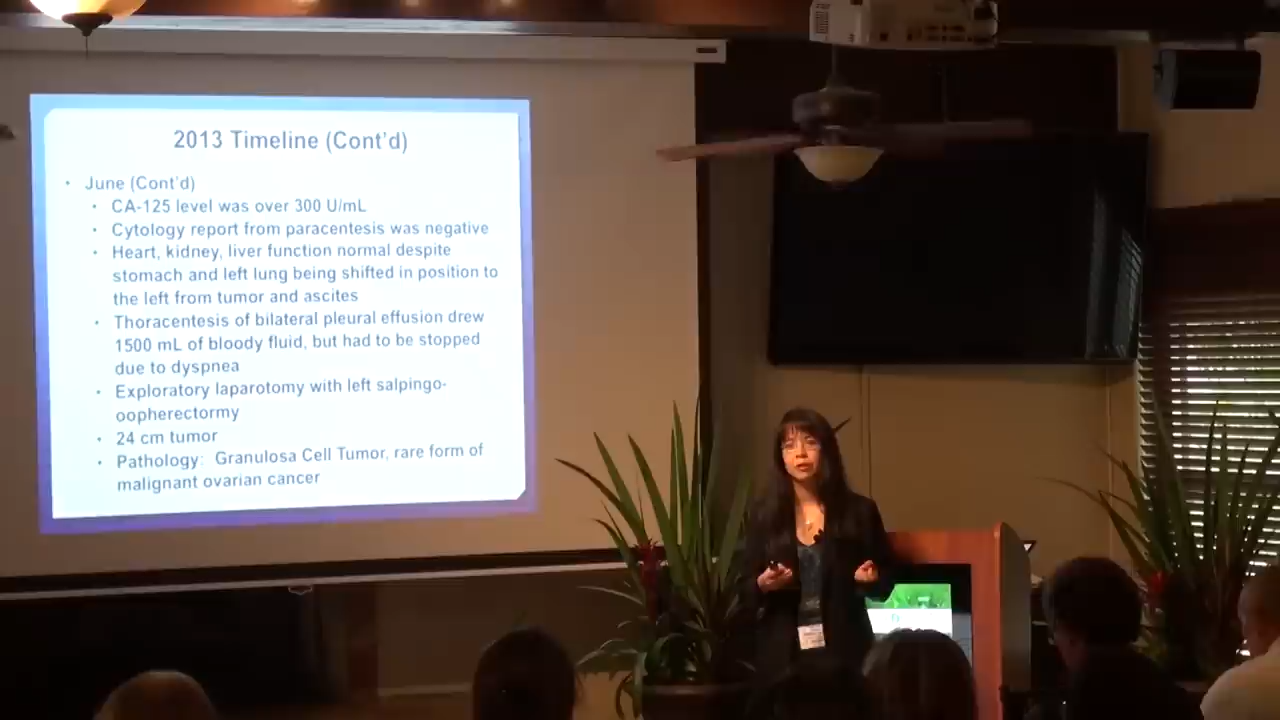 2013 Timeline (Cont'd)
• June (Cont'd)
• CA-125 level was over 300 U/mL
• Cytology report from paracentesis was negative
• Heart, kidney, liver function normal despite
stomach and left lung being shifted in position to
the left from tumor and ascites
• Thoracentesis of bilateral pleural effusion drew
1500 mL of bloody fluid, but had to be stopped
due to dyspnea
• Exploratory laparotomy with left salpingo-
oopherectormy
• 24 cm tumor
• Pathology: Granulosa Cell Tumor, rare form of
malignant ovarian cancer